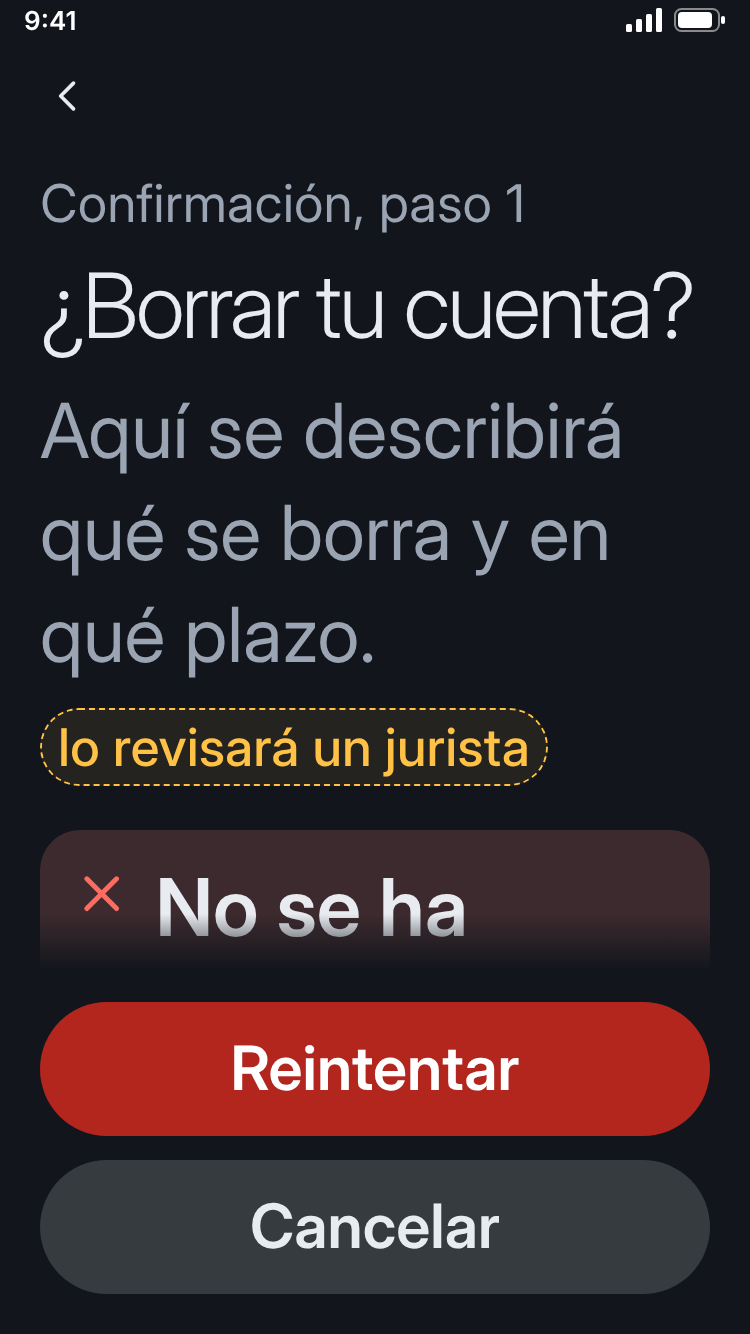 9:41
Confirmación, paso 1
¿Borrar tu cuenta?
Aquí se describirá
qué se borra y en
qué plazo.
lo revisará un jurista
No se ha
Reintentar
Cancelar